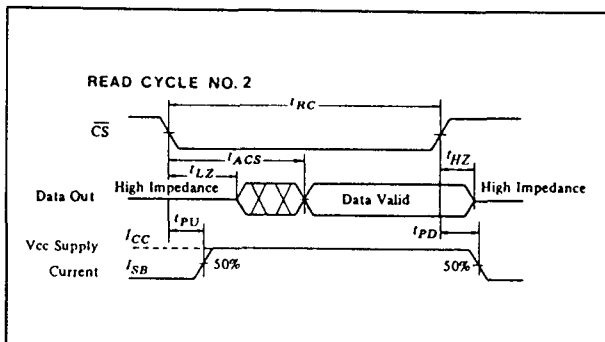 READ CYCLE NO. 2
tRC
CS
tACS
tLZ
tHZ
High Impedance
Data Out
Data Valid
High Impedance
tPU
tPD
Vcc Supply
Current
ICC
ISB
50%
50%